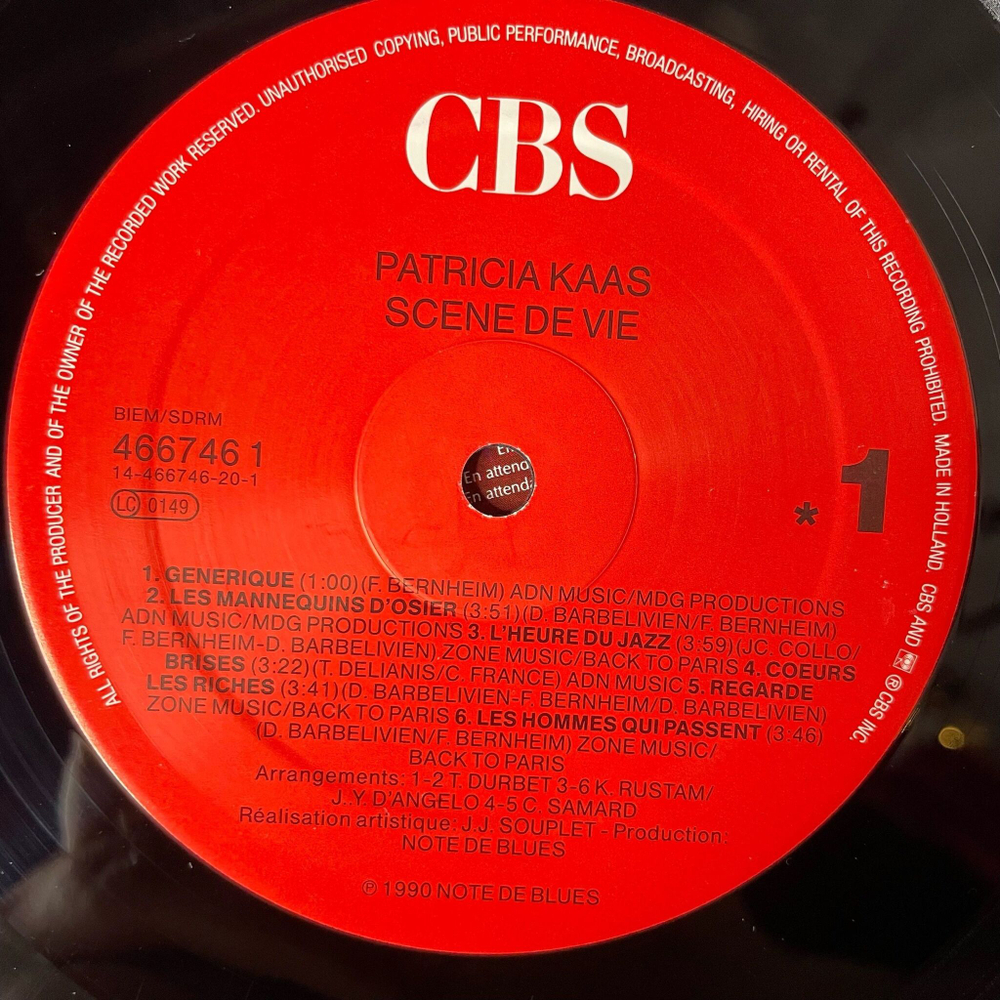 ALL RIGHTS OF THE PRODUCER AND OF THE OWNER OF THE RECORDED WORK RESERVED. UNAUTHORISED COPYING, PUBLIC PERFORMANCE, BROADCASTING, HIRING OR RENTAL OF THIS RECORDING PROHIBITED. MADE IN HOLLAND. CBS AND ® CBS INC.
CBS
PATRICIA KAAS
SCENE DE VIE
BIEM/SDRM
466746 1
14-466746-20-1
LC 0149
* 1
En attend
En attend
1. GENERIQUE (1:00)(F. BERNHEIM) ADN MUSIC/MDG PRODUCTIONS
2. LES MANNEQUINS D'OSIER (3:51)(D. BARBELIVIEN/F. BERNHEIM)
ADN MUSIC/MDG PRODUCTIONS 3. L'HEURE DU JAZZ (3:59)(JC. COLLO/
F. BERNHEIM-D. BARBELIVIEN) ZONE MUSIC/BACK TO PARIS 4. COEURS
BRISES (3:22)(T. DELIANIS/C. FRANCE) ADN MUSIC 5. REGARDE
LES RICHES (3:41)(D. BARBELIVIEN-F. BERNHEIM/D. BARBELIVIEN)
ZONE MUSIC/BACK TO PARIS 6. LES HOMMES QUI PASSENT (3:46)
(D. BARBELIVIEN/F. BERNHEIM) ZONE MUSIC/
BACK TO PARIS
Arrangements: 1-2 T. DURBET 3-6 K. RUSTAM/
J..Y. D'ANGELO 4-5 C. SAMARD
Réalisation artistique: J.J. SOUPLET - Production:
NOTE DE BLUES
℗ 1990 NOTE DE BLUES